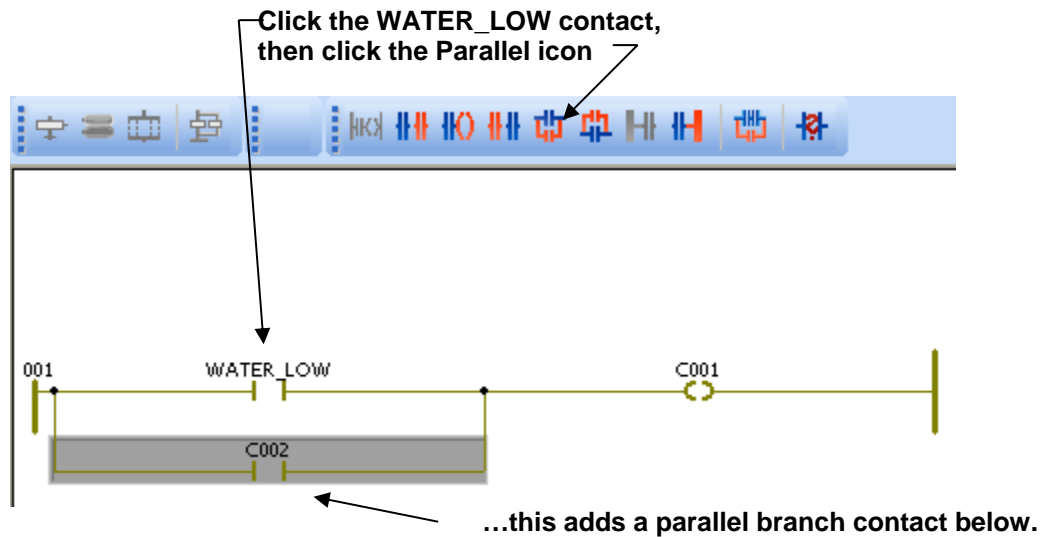 Click the WATER_LOW contact,
then click the Parallel icon
001
WATER_LOW
C001
C002
…this adds a parallel branch contact below.